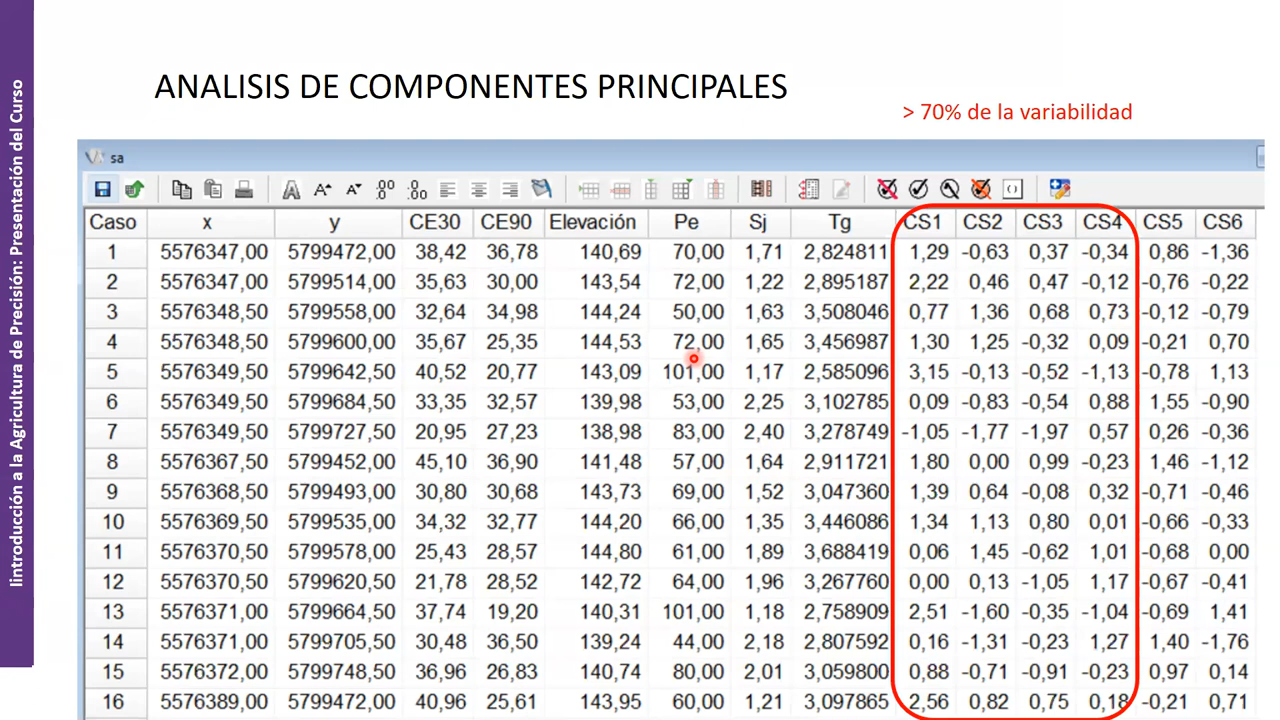 ANALISIS DE COMPONENTES PRINCIPALES
> 70% de la variabilidad
Iintroducción a la Agricultura de Precisión: Presentación del Curso
sa
Caso x y CE30 CE90 Elevación Pe Sj Tg CS1 CS2 CS3 CS4 CS5 CS6
1 5576347,00 5799472,00 38,42 36,78 140,69 70,00 1,71 2,824811 1,29 -0,63 0,37 -0,34 0,86 -1,36
2 5576347,00 5799514,00 35,63 30,00 143,54 72,00 1,22 2,895187 2,22 0,46 0,47 -0,12 -0,76 -0,22
3 5576348,50 5799558,00 32,64 34,98 144,24 50,00 1,63 3,508046 0,77 1,36 0,68 0,73 -0,12 -0,79
4 5576348,50 5799600,00 35,67 25,35 144,53 72,00 1,65 3,456987 1,30 1,25 -0,32 0,09 -0,21 0,70
5 5576349,50 5799642,50 40,52 20,77 143,09 101,00 1,17 2,585096 3,15 -0,13 -0,52 -1,13 -0,78 1,13
6 5576349,50 5799684,50 33,35 32,57 139,98 53,00 2,25 3,102785 0,09 -0,83 -0,54 0,88 1,55 -0,90
7 5576349,50 5799727,50 20,95 27,23 138,98 83,00 2,40 3,278749 -1,05 -1,77 -1,97 0,57 0,26 -0,36
8 5576367,50 5799452,00 45,10 36,90 141,48 57,00 1,64 2,911721 1,80 0,00 0,99 -0,23 1,46 -1,12
9 5576368,50 5799493,00 30,80 30,68 143,73 69,00 1,52 3,047360 1,39 0,64 -0,08 0,32 -0,71 -0,46
10 5576369,50 5799535,00 34,32 32,77 144,20 66,00 1,35 3,446086 1,34 1,13 0,80 0,01 -0,66 -0,33
11 5576370,50 5799578,00 25,43 28,57 144,80 61,00 1,89 3,688419 0,06 1,45 -0,62 1,01 -0,68 0,00
12 5576370,50 5799620,50 21,78 28,52 142,72 64,00 1,96 3,267760 0,00 0,13 -1,05 1,17 -0,67 -0,41
13 5576371,00 5799664,50 37,74 19,20 140,31 101,00 1,18 2,758909 2,51 -1,60 -0,35 -1,04 -0,69 1,41
14 5576371,00 5799705,50 30,48 36,50 139,24 44,00 2,18 2,807592 0,16 -1,31 -0,23 1,27 1,40 -1,76
15 5576372,00 5799748,50 36,96 26,83 140,74 80,00 2,01 3,059800 0,88 -0,71 -0,91 -0,23 0,97 0,14
16 5576389,00 5799472,00 40,96 25,61 143,95 60,00 1,21 3,097865 2,56 0,82 0,75 0,18 -0,21 0,71